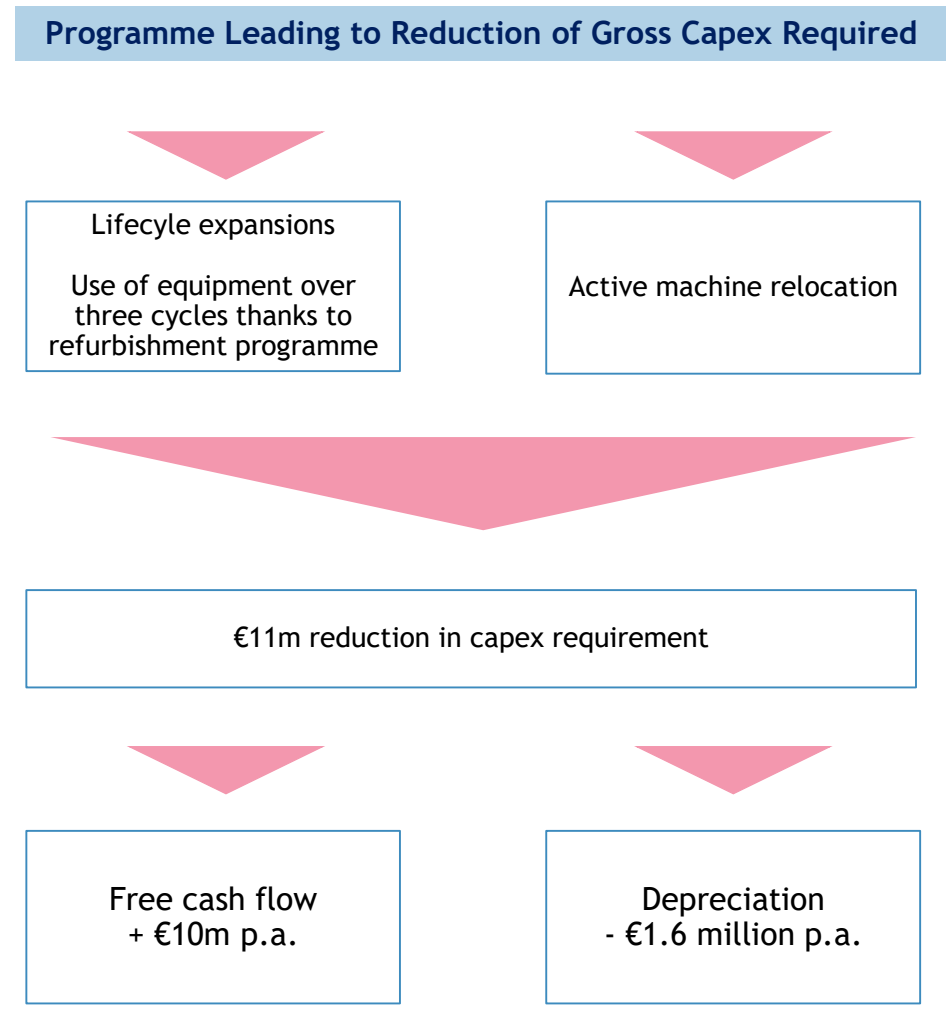 Programme Leading to Reduction of Gross Capex Required
Lifecyle expansions
Use of equipment over
three cycles thanks to
refurbishment programme
Active machine relocation
€11m reduction in capex requirement
Free cash flow
+ €10m p.a.
Depreciation
- €1.6 million p.a.